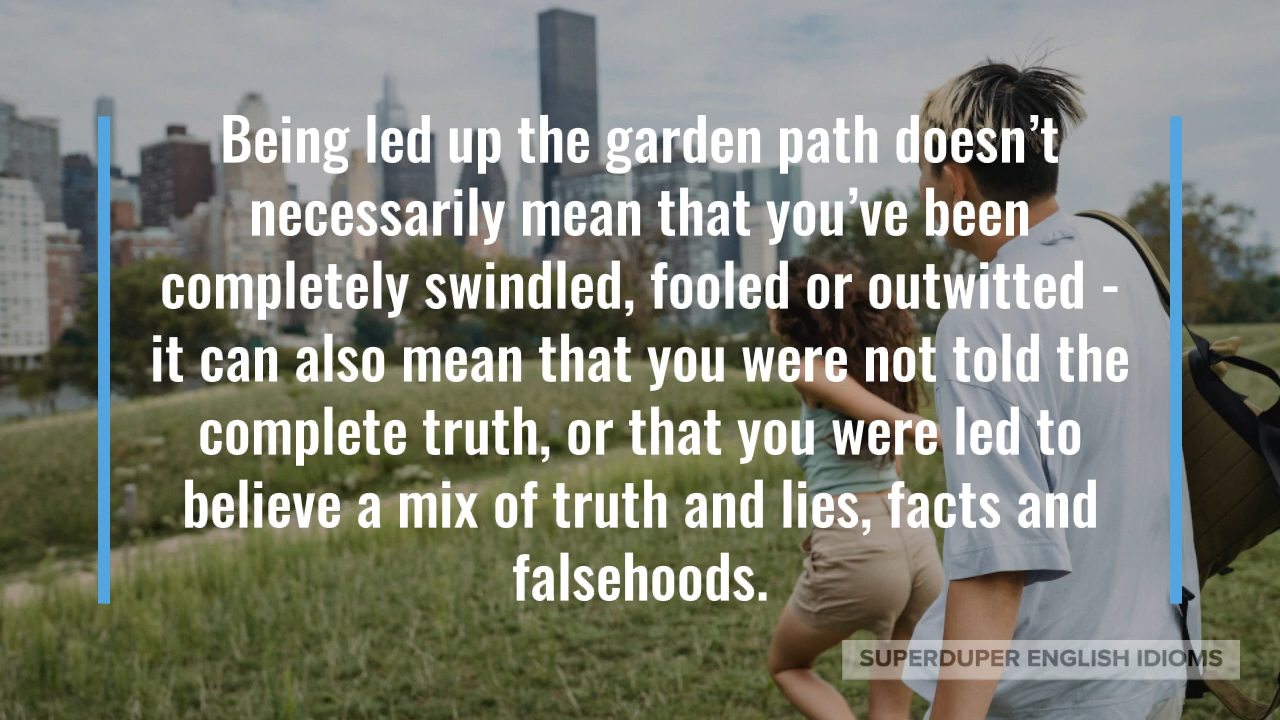 Being led up the garden path doesn’t
necessarily mean that you’ve been
completely swindled, fooled or outwitted -
it can also mean that you were not told the
complete truth, or that you were led to
believe a mix of truth and lies, facts and
falsehoods.
SUPERDUPER ENGLISH IDIOMS